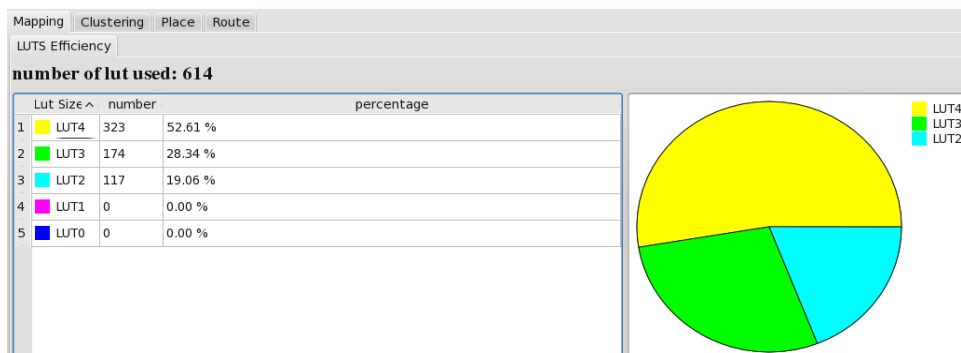 Mapping Clustering Place Route
LUTS Efficiency
number of lut used: 614
Lut Size number percentage
1 LUT4 323 52.61 %
2 LUT3 174 28.34 %
3 LUT2 117 19.06 %
4 LUT1 0 0.00 %
5 LUT0 0 0.00 %
LUT4
LUT3
LUT2